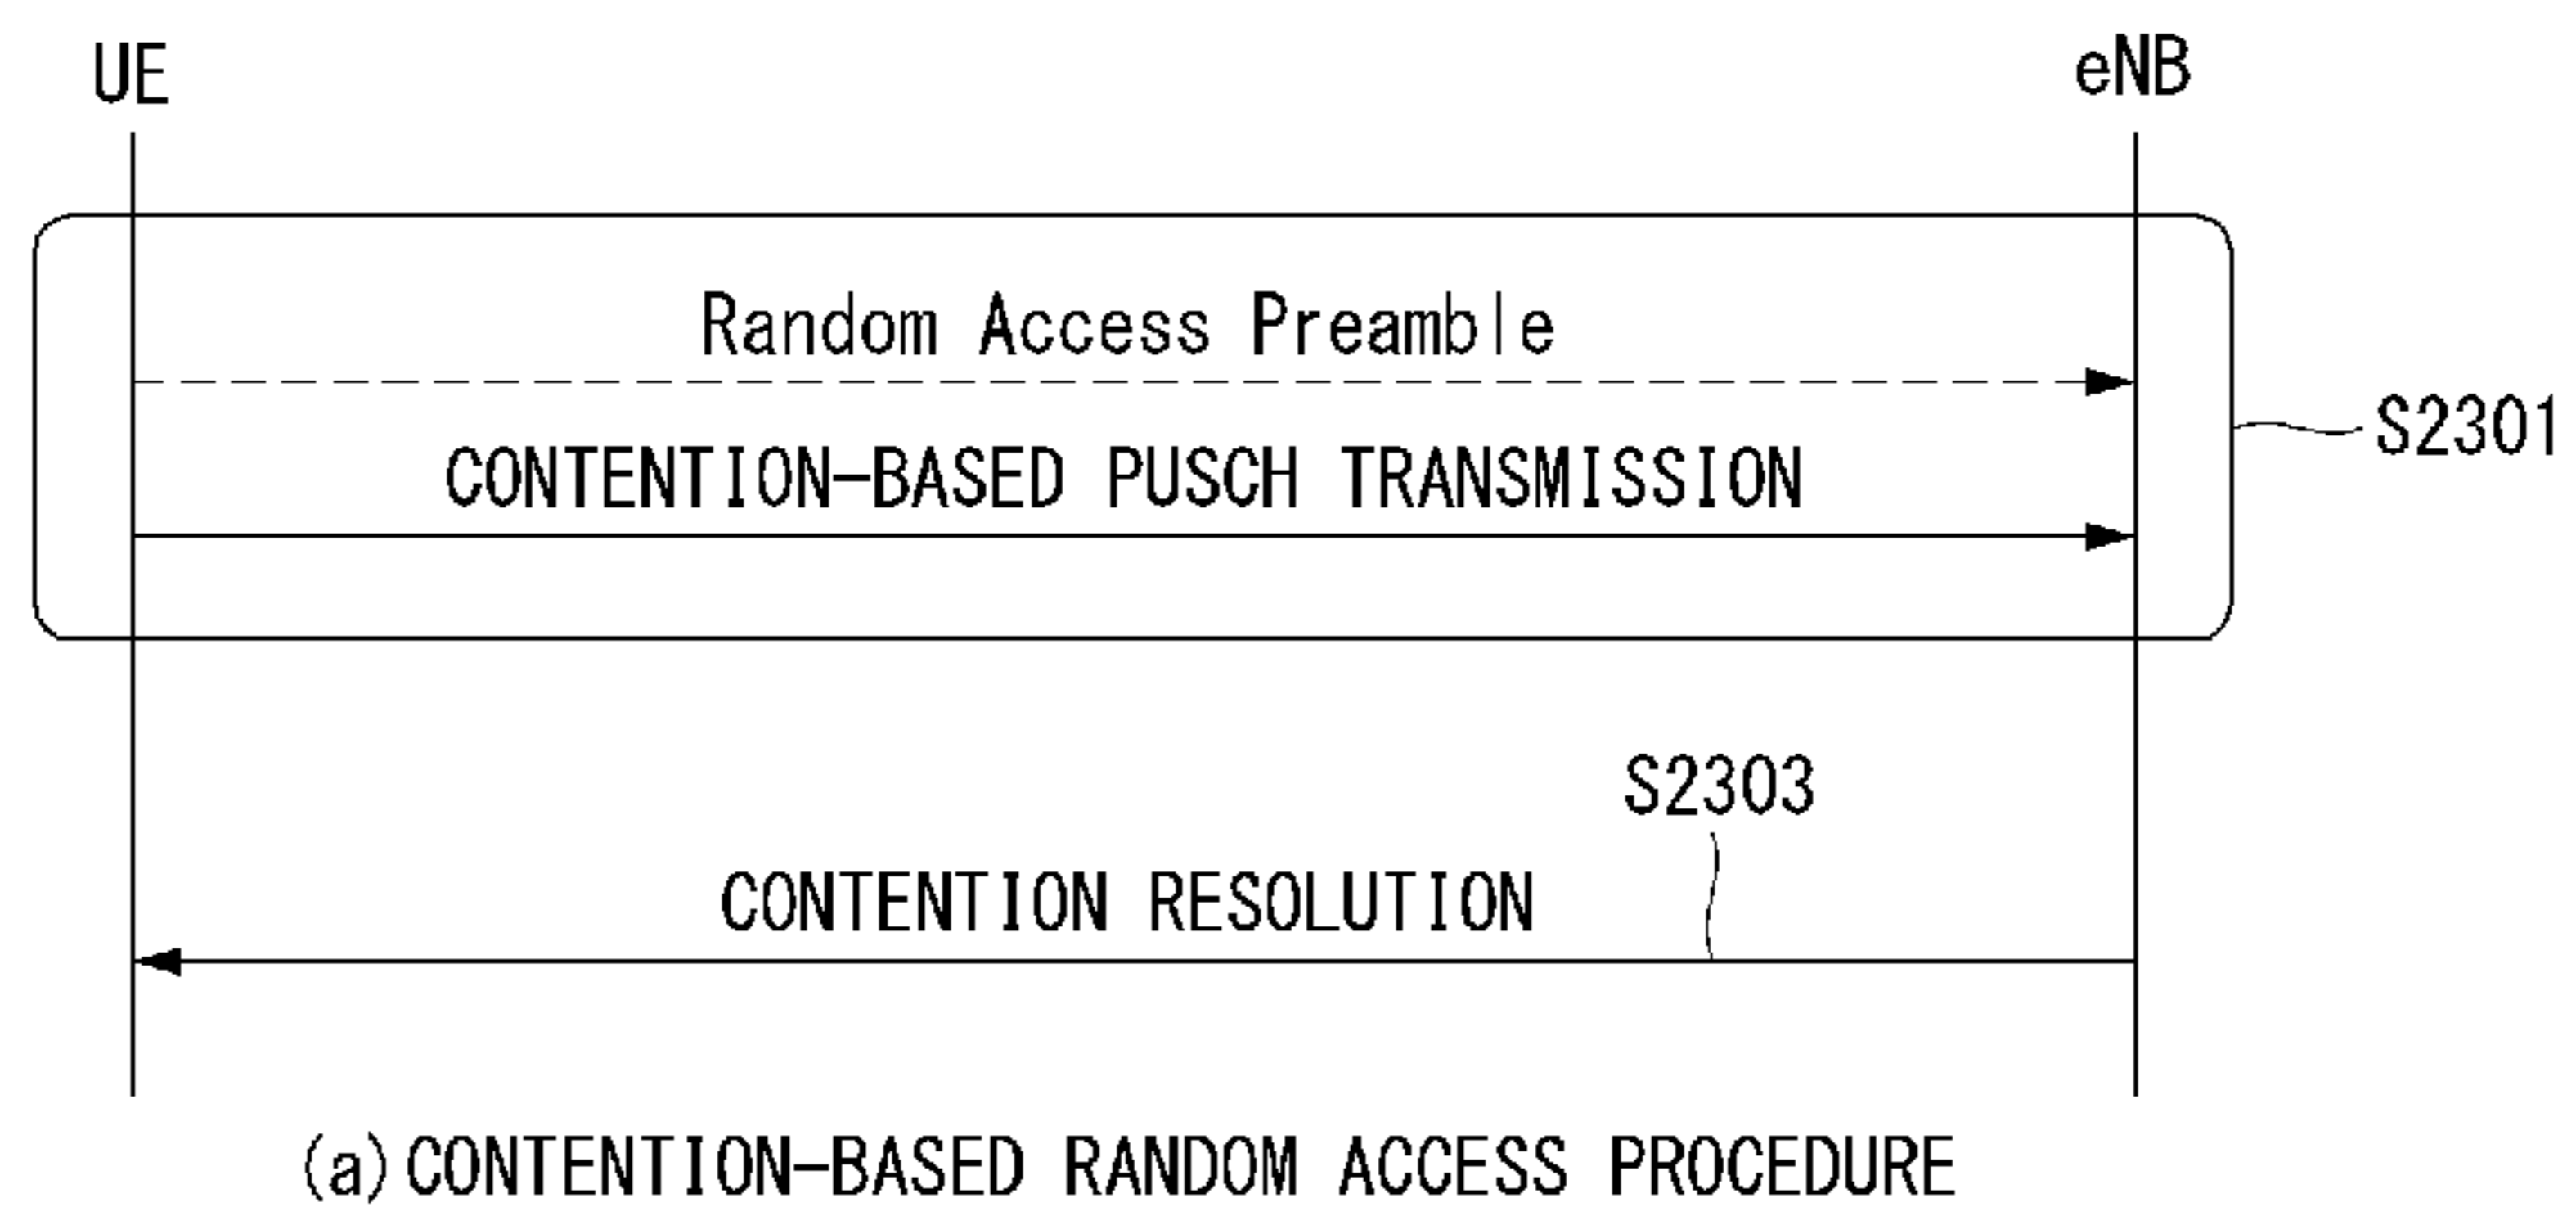 UE eNB
Random Access Preamble
S2301
CONTENTION-BASED PUSCH TRANSMISSION
S2303
CONTENTION RESOLUTION
(a) CONTENTION-BASED RANDOM ACCESS PROCEDURE